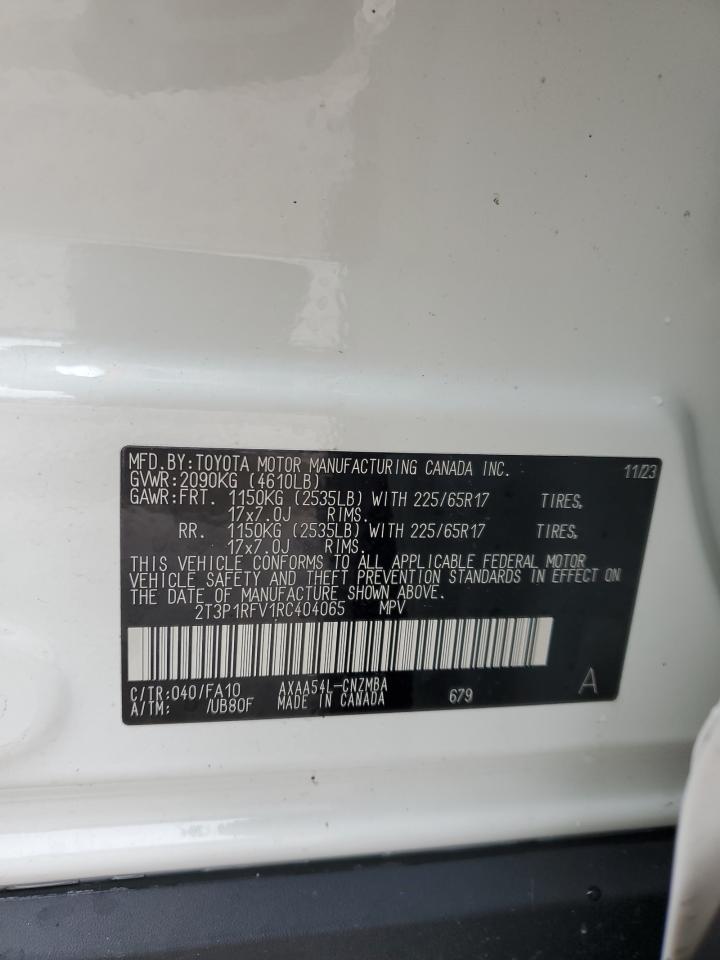 MFD.BY:TOYOTA MOTOR MANUFACTURING CANADA INC. 11/23
GVWR:2090KG (4610LB)
GAWR:FRT. 1150KG (2535LB) WITH 225/65R17 TIRES,
17x7.0J RIMS.
RR. 1150KG (2535LB) WITH 225/65R17 TIRES,
17x7.0J RIMS.
THIS VEHICLE CONFORMS TO ALL APPLICABLE FEDERAL MOTOR
VEHICLE SAFETY AND THEFT PREVENTION STANDARDS IN EFFECT ON
THE DATE OF MANUFACTURE SHOWN ABOVE.
2T3P1RFV1RC404065 MPV
C/TR:040/FA10 AXAA54L-CNZMBA
A/TM: /UB80F MADE IN CANADA 679 A